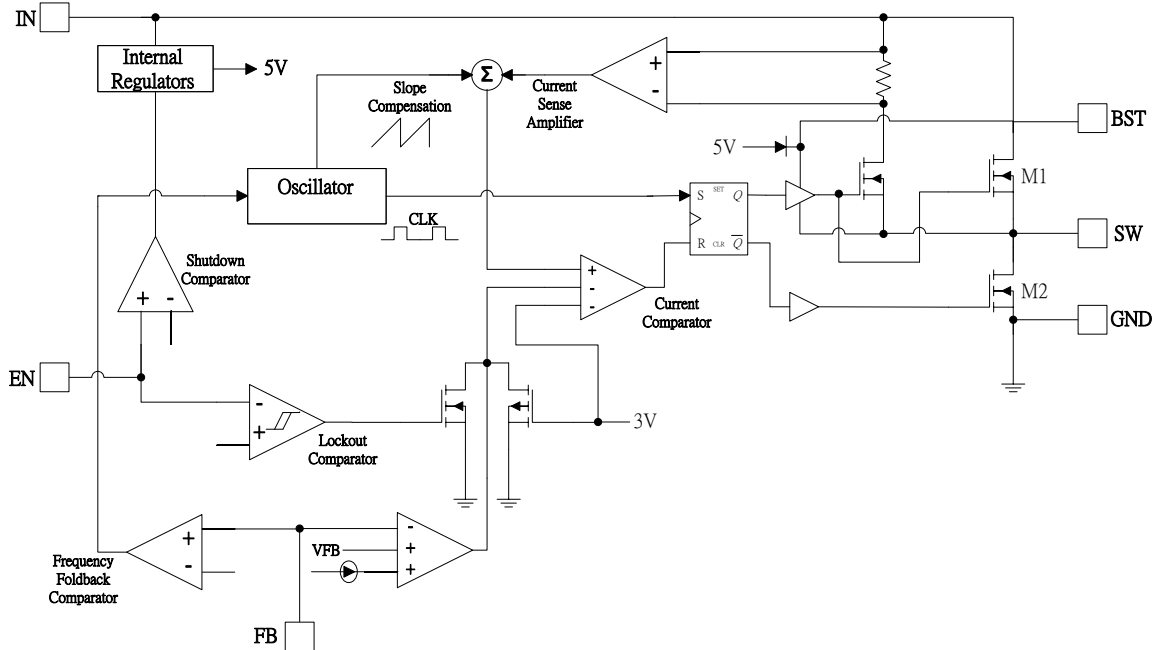 IN
Internal
Regulators
5V
Σ
+
-
Slope
Compensation
Current
Sense
Amplifier
BST
5V
Oscillator
CLK
S
SET
Q
R
CLR
Q̅
M1
SW
Shutdown
Comparator
+
-
+
-
-
Current
Comparator
M2
GND
EN
-
+
Lockout
Comparator
3V
Frequency
Foldback
Comparator
+
-
VFB
-
+
+
FB